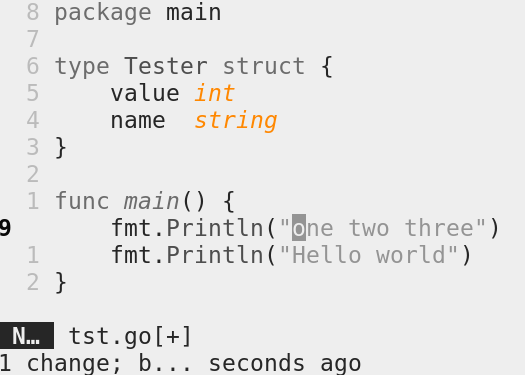 8 package main
7
6 type Tester struct {
5     value int
4     name  string
3 }
2
1 func main() {
9     fmt.Println("one two three")
1     fmt.Println("Hello world")
2 }
N… tst.go[+]
1 change; b... seconds ago